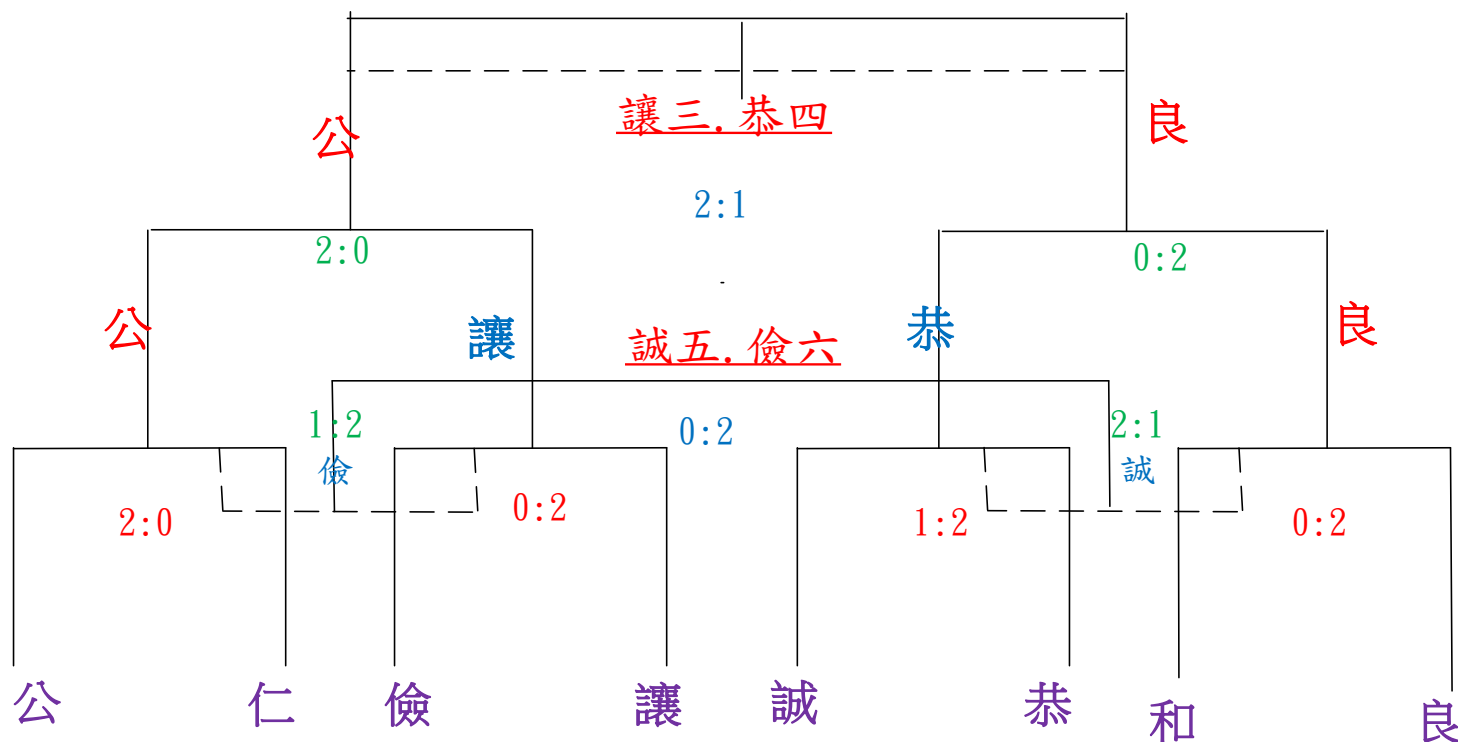 讓三.恭四
公
良
2:1
2:0
0:2
公
讓
恭
良
誠五.儉六
1:2
0:2
2:1
儉
誠
2:0
0:2
1:2
0:2
公 仁 儉 讓 誠 恭 和 良